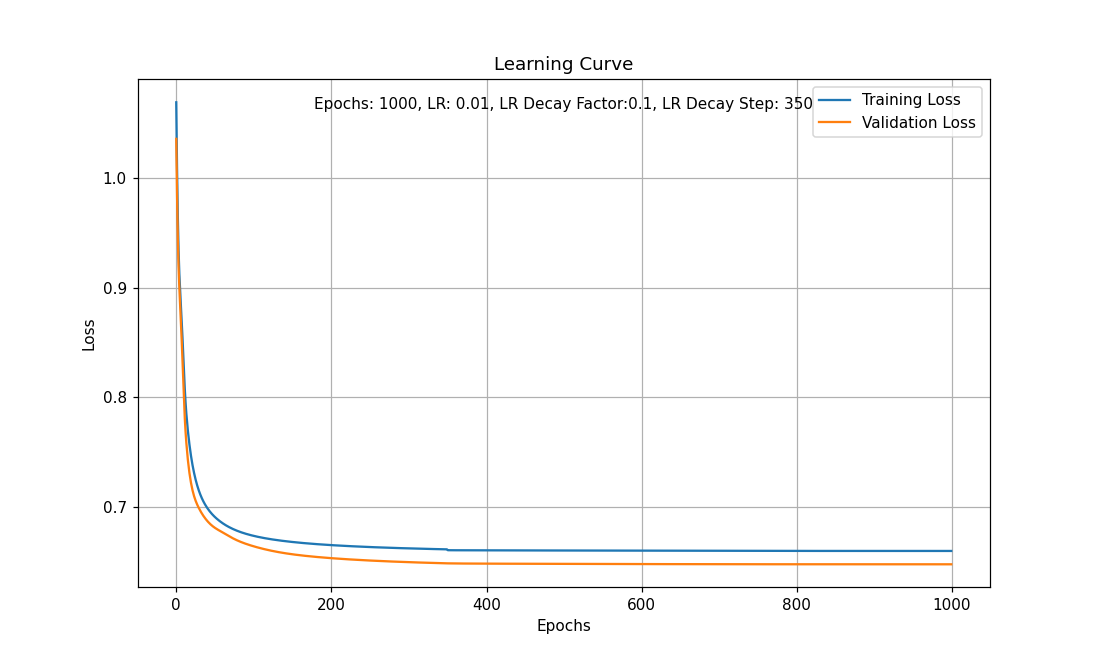 Learning Curve
Epochs: 1000, LR: 0.01, LR Decay Factor:0.1, LR Decay Step: 350
Training Loss
Validation Loss
1.0
0.9
0.8
0.7
Loss
0
200
400
600
800
1000
Epochs